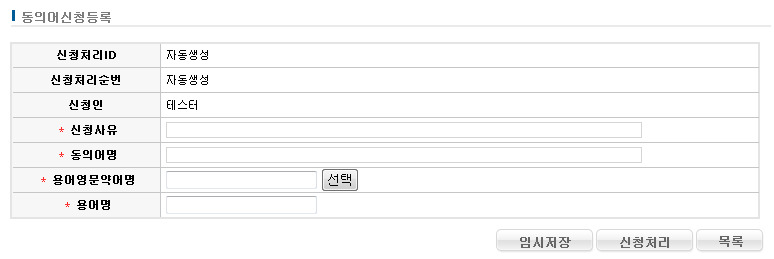 동의어신청등록
신청처리ID 자동생성
신청처리순번 자동생성
신청인 테스터
* 신청사유
* 동의어명
* 용어영문약어명 선택
* 용어명
임시저장 신청처리 목록